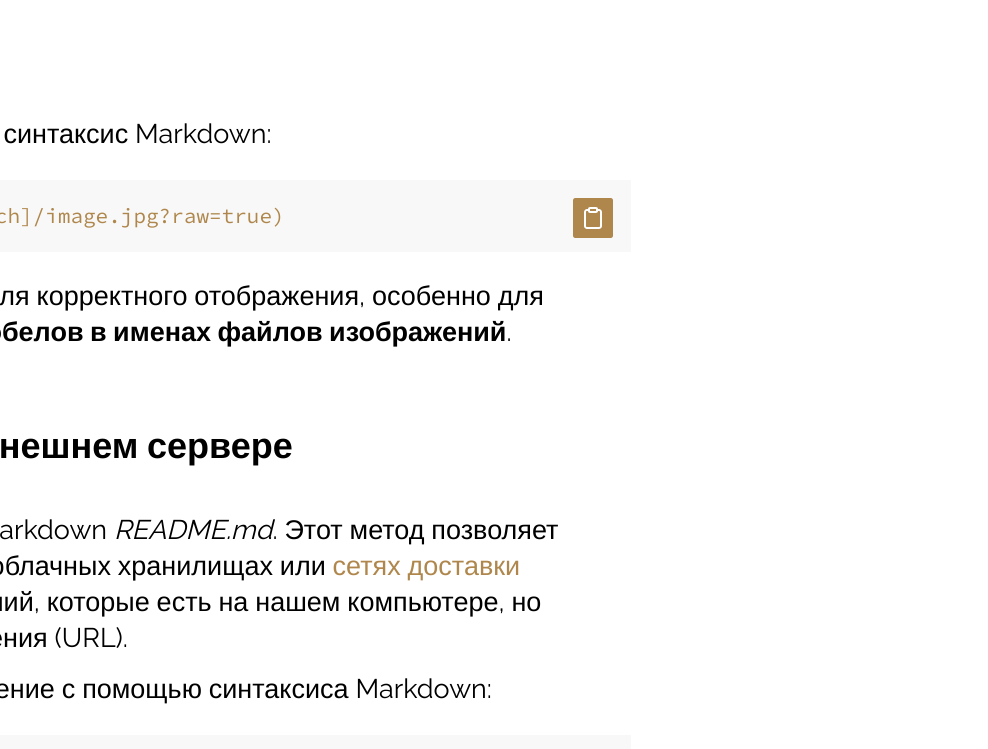 синтаксис Markdown:
ch]/image.jpg?raw=true)
ля корректного отображения, особенно для
обелов в именах файлов изображений.
нешнем сервере
arkdown README.md. Этот метод позволяет
облачных хранилищах или сетях доставки
ний, которые есть на нашем компьютере, но
ения (URL).
ение с помощью синтаксиса Markdown: